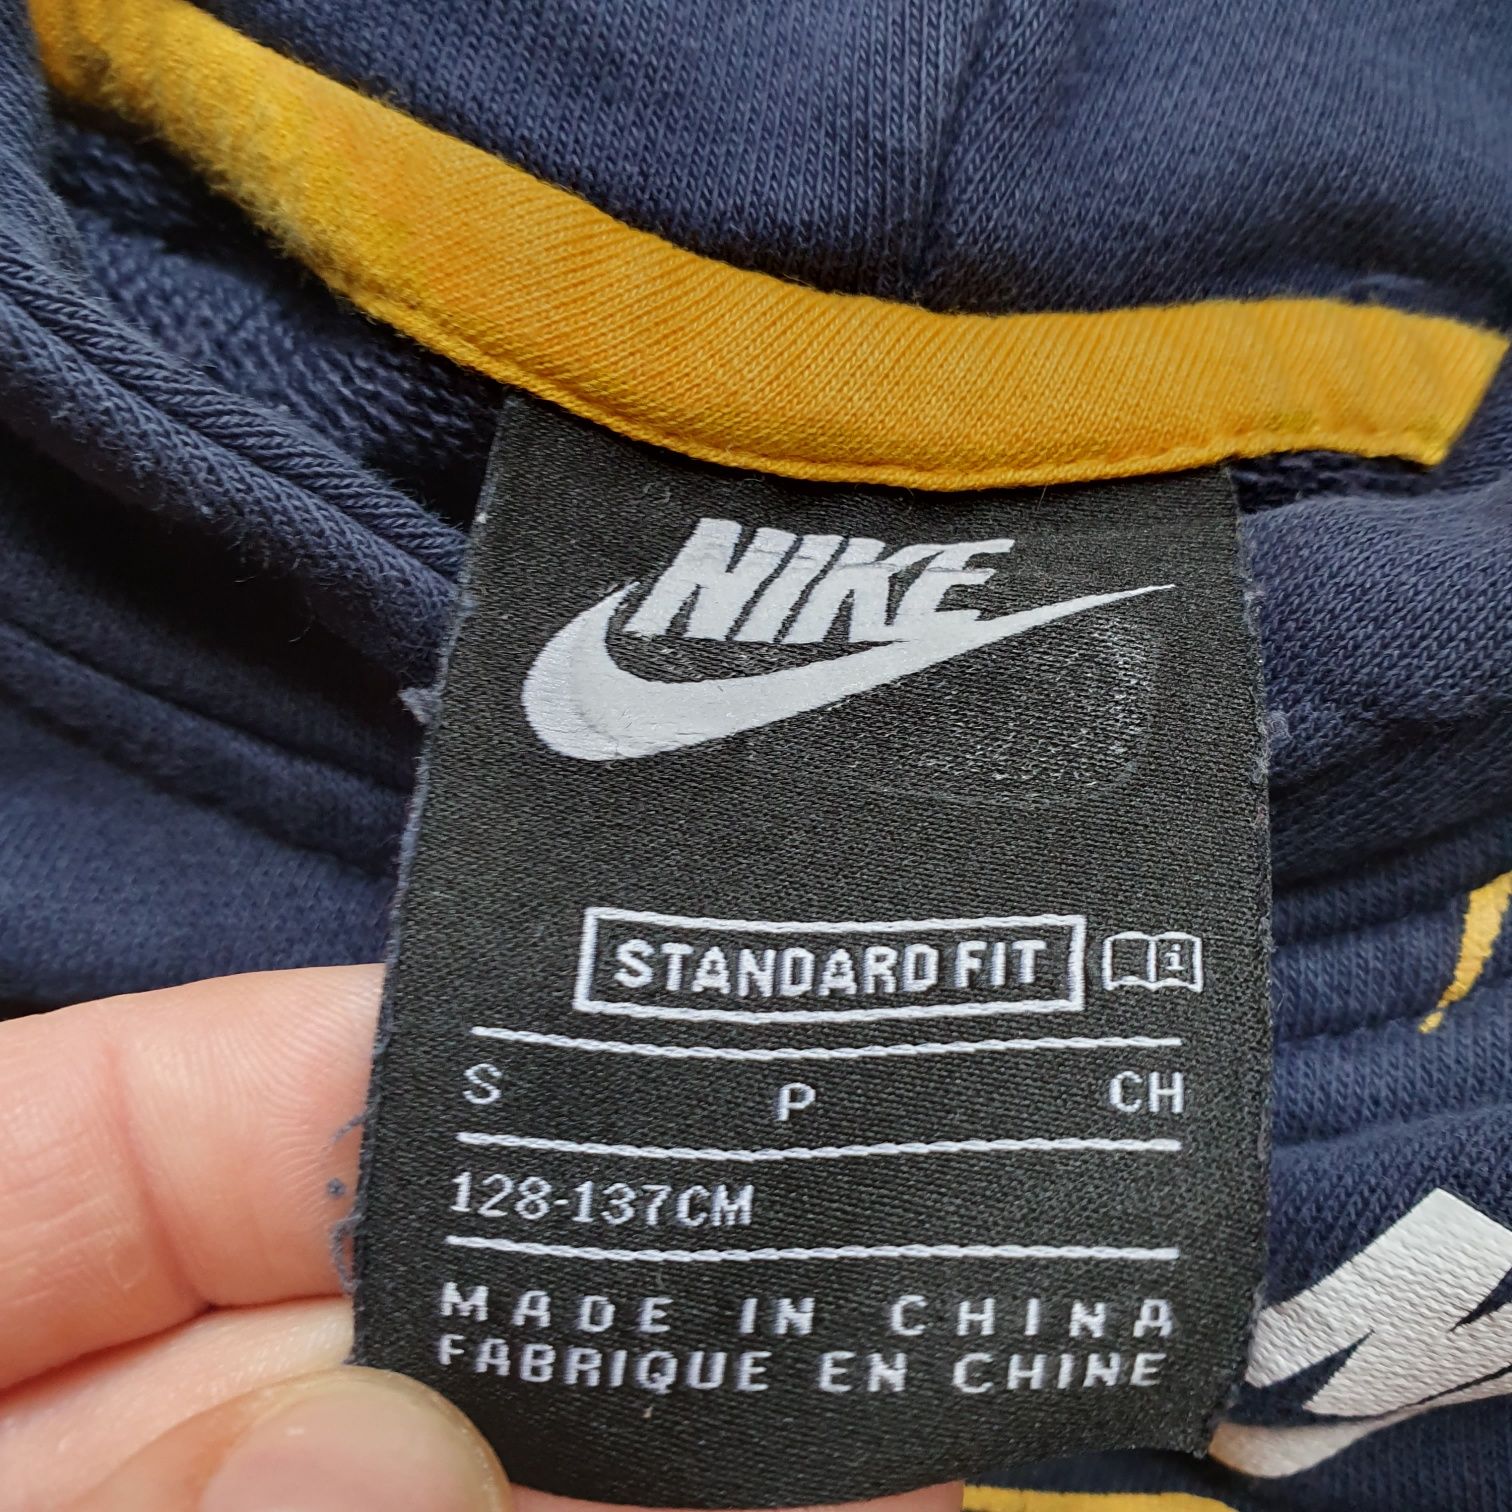 NIKE
STANDARD FIT
S P CH
128-137CM
MADE IN CHINA
FABRIQUE EN CHINE